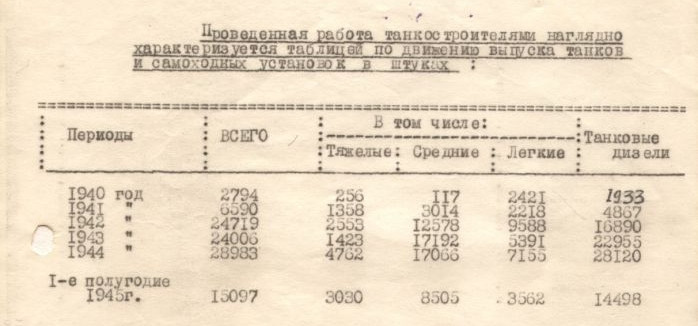 Проведенная работа танкостроителями наглядно
характеризуется таблицей по движению выпуска танков
и самоходных установок в штуках :
Периоды ВСЕГО В том числе: Танковые дизели
Тяжелые: Средние : Легкие :
1940 год 2794 256 117 2421 1933
1941 " 6590 1358 3014 2218 4867
1942 " 24719 2553 12578 9588 16890
1943 " 24006 1423 17192 5391 22955
1944 " 28983 4762 17066 7155 28120
1-е полугодие
1945г. 15097 3030 8505 3562 14498